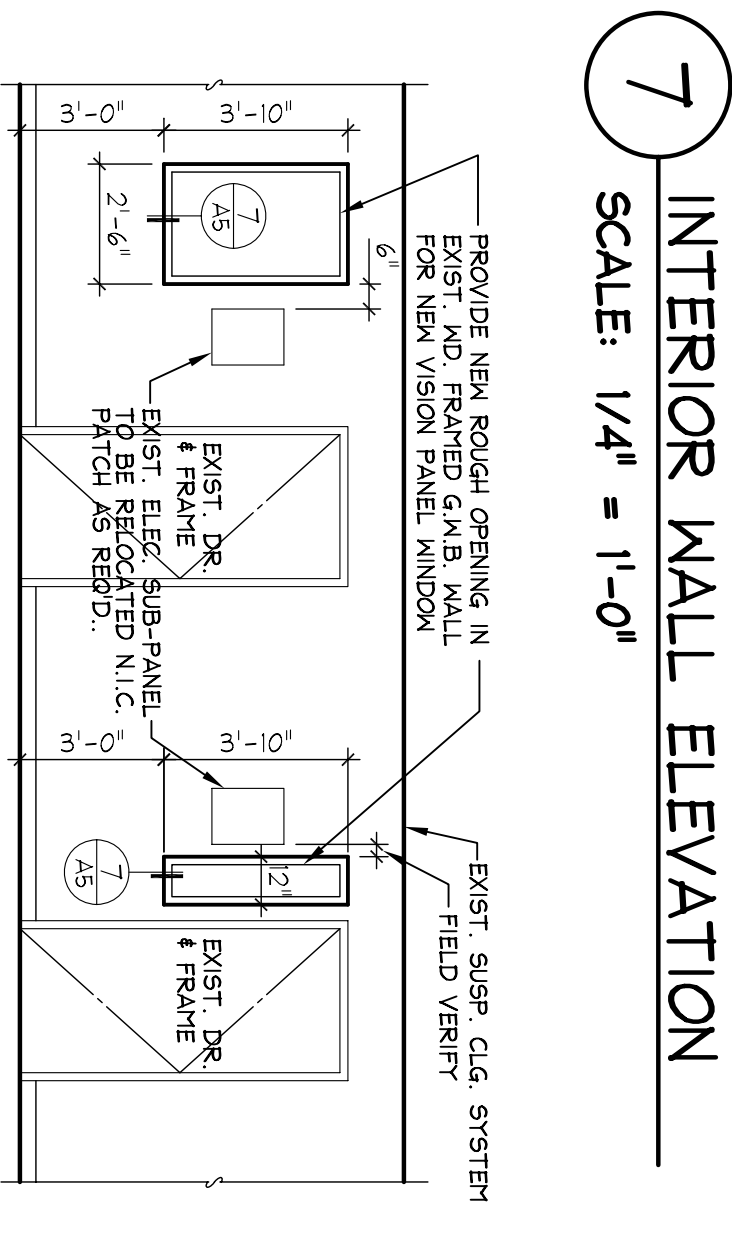 7
INTERIOR WALL ELEVATION
SCALE: 1/4" = 1'-0"
PROVIDE NEW ROUGH OPENING IN
EXIST. WD. FRAMED G.W.B. WALL
FOR NEW VISION PANEL WINDOW
EXIST. SUSP. CLG. SYSTEM
FIELD VERIFY
6"
3'-10"
3'-0"
7
A5
2'-6"
EXIST. DR.
& FRAME
EXIST. ELEC. SUB-PANEL
TO BE RELOCATED N.I.C.
PATCH AS REQ'D..
3'-10"
3'-0"
12"
7
A5
EXIST. DR.
& FRAME